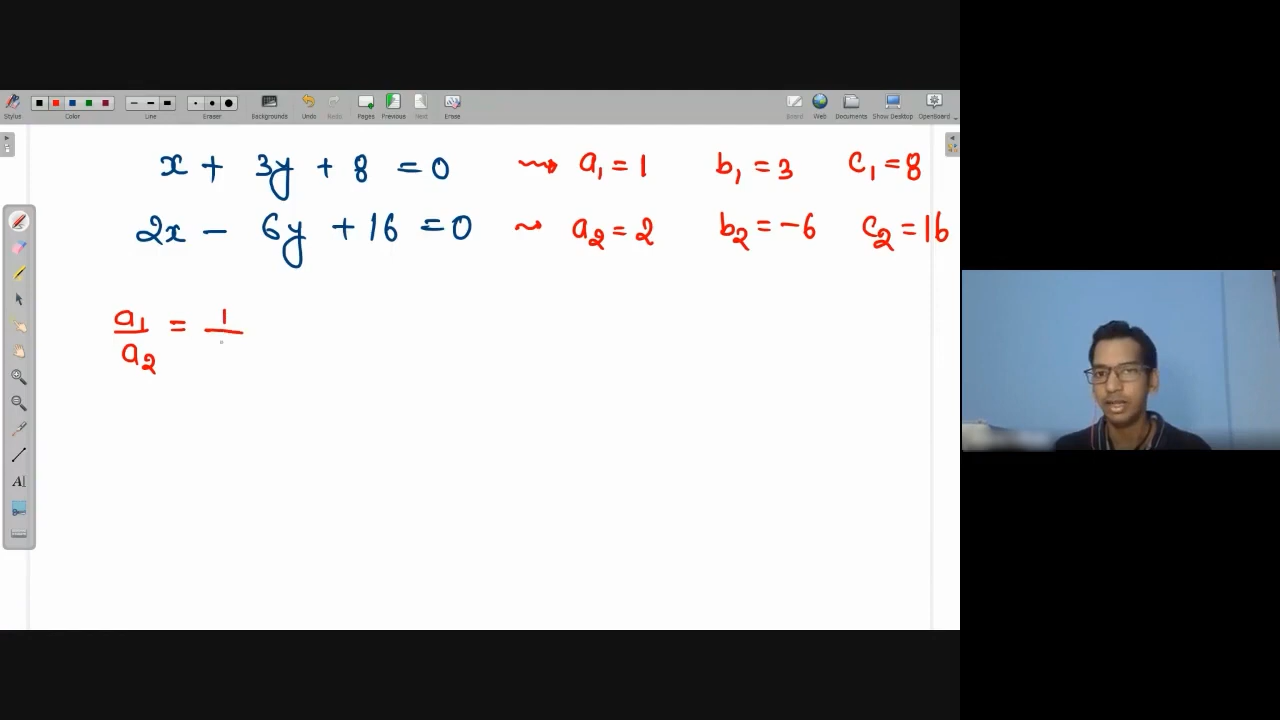 Stylus Color Line Eraser Backgrounds Undo Redo Pages Previous Next Erase Board Web Documents Show Desktop OpenBoard
x + 3y + 8 = 0 ⇝ a₁ = 1 b₁ = 3 c₁ = 8
2x - 6y + 16 = 0 ⇝ a₂ = 2 b₂ = -6 c₂ = 16
a₁/a₂ = 1/